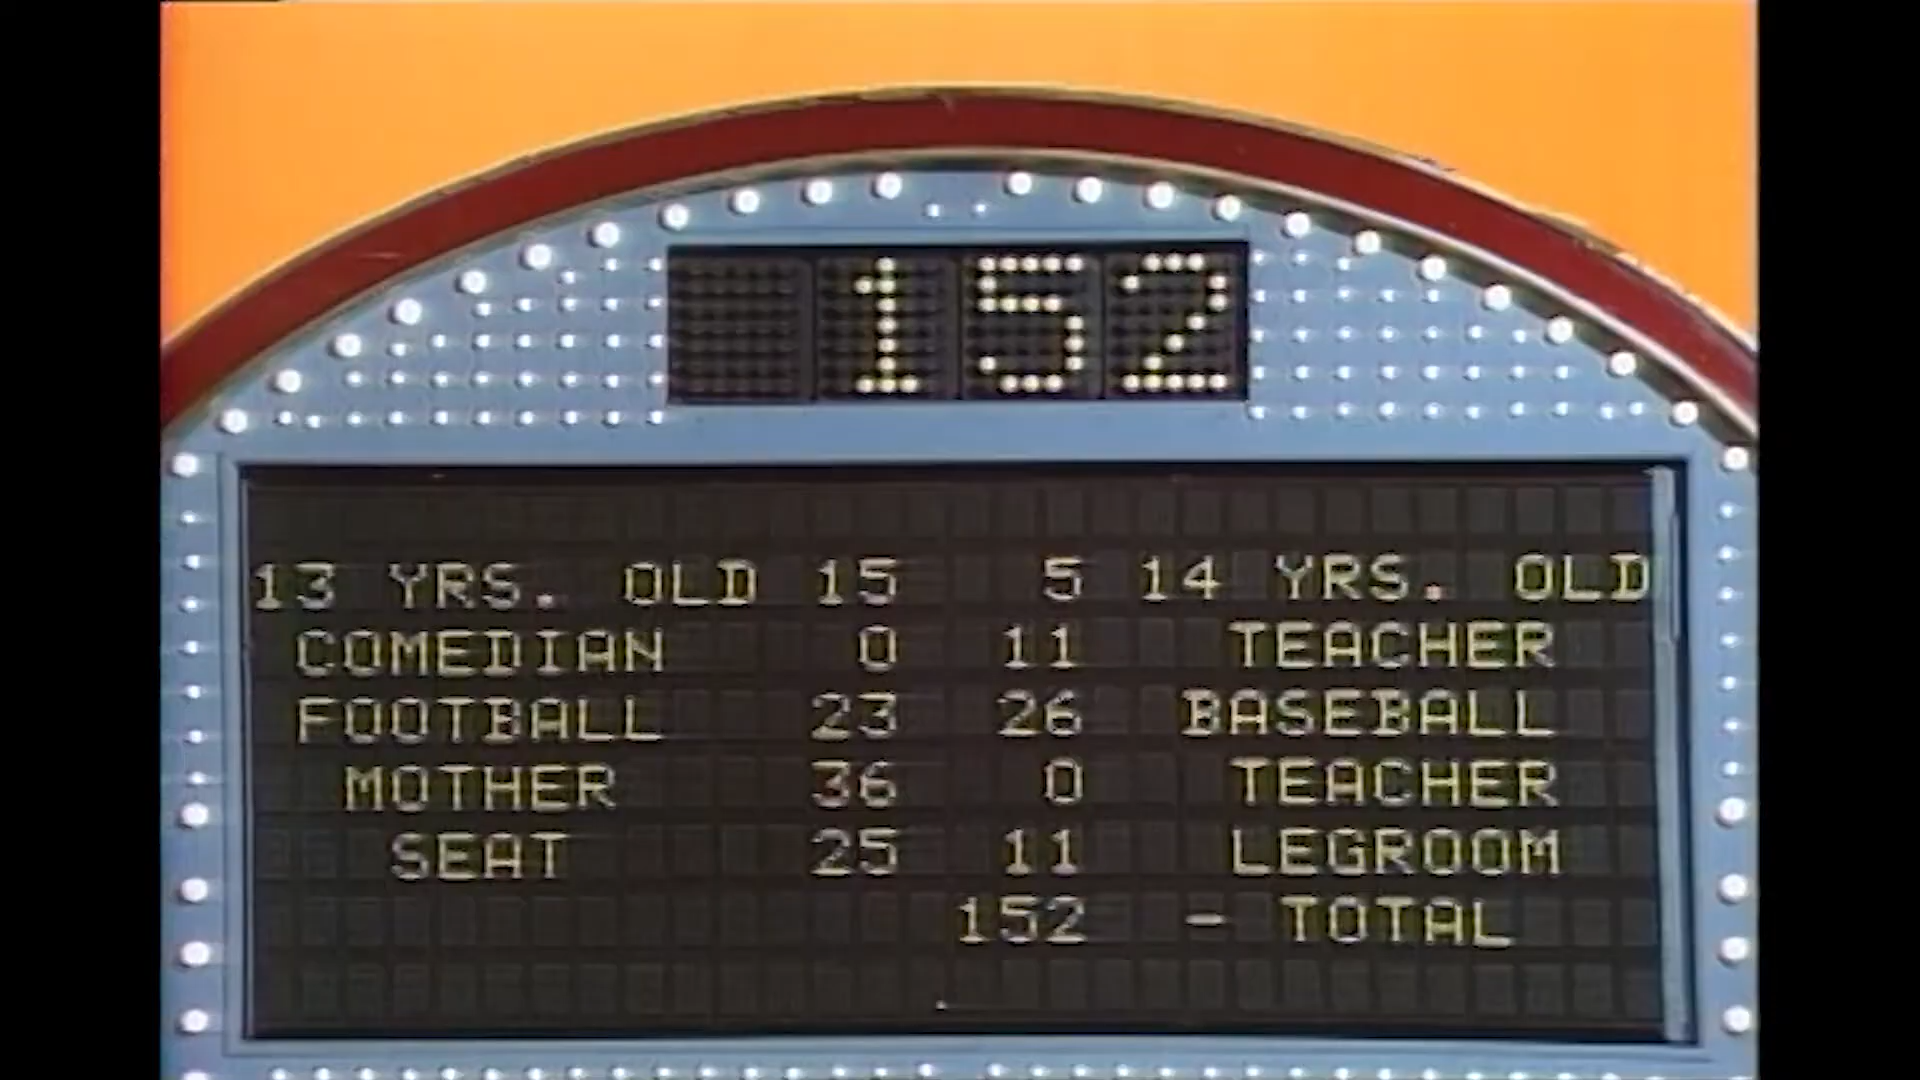 152
13 YRS. OLD 15 5 14 YRS. OLD
COMEDIAN 0 11 TEACHER
FOOTBALL 23 26 BASEBALL
MOTHER 36 0 TEACHER
SEAT 25 11 LEGROOM
152 - TOTAL